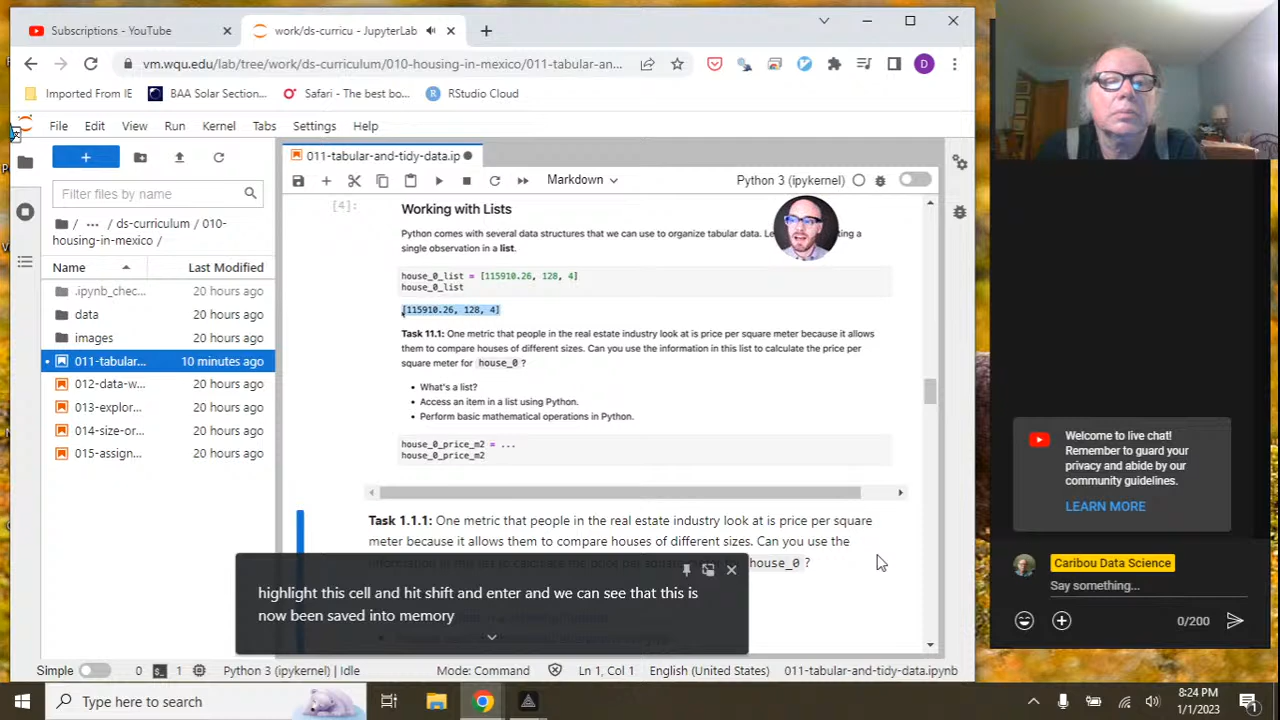 Subscriptions - YouTube
work/ds-curricu - JupyterLab
vm.wqu.edu/lab/tree/work/ds-curriculum/010-housing-in-mexico/011-tabular-an...
D
Imported From IE
BAA Solar Section...
Safari - The best bo...
RStudio Cloud
File Edit View Run Kernel Tabs Settings Help
011-tabular-and-tidy-data.ip
Markdown
Python 3 (ipykernel)
Filter files by name
/ ... / ds-curriculum / 010-
housing-in-mexico /
Name Last Modified
.ipynb_chec... 20 hours ago
data 20 hours ago
images 20 hours ago
011-tabular... 10 minutes ago
012-data-w... 20 hours ago
013-explor... 20 hours ago
014-size-or... 20 hours ago
015-assign... 20 hours ago
[4]:
Working with Lists
Python comes with several data structures that we can use to organize tabular data. Le ting a
single observation in a list.
house_0_list = [115910.26, 128, 4]
house_0_list
[115910.26, 128, 4]
Task 11.1: One metric that people in the real estate industry look at is price per square meter because it allows
them to compare houses of different sizes. Can you use the information in this list to calculate the price per
square meter for house_0 ?
• What's a list?
• Access an item in a list using Python.
• Perform basic mathematical operations in Python.
house_0_price_m2 = ...
house_0_price_m2
Task 1.1.1: One metric that people in the real estate industry look at is price per square
meter because it allows them to compare houses of different sizes. Can you use the
house_0 ?
highlight this cell and hit shift and enter and we can see that this is
now been saved into memory
Simple 0 1 Python 3 (ipykernel) | Idle
Mode: Command Ln 1, Col 1 English (United States) 011-tabular-and-tidy-data.ipynb
Welcome to live chat!
Remember to guard your
privacy and abide by our
community guidelines.
LEARN MORE
Caribou Data Science
Say something...
0/200
Type here to search
8:24 PM
1/1/2023
1